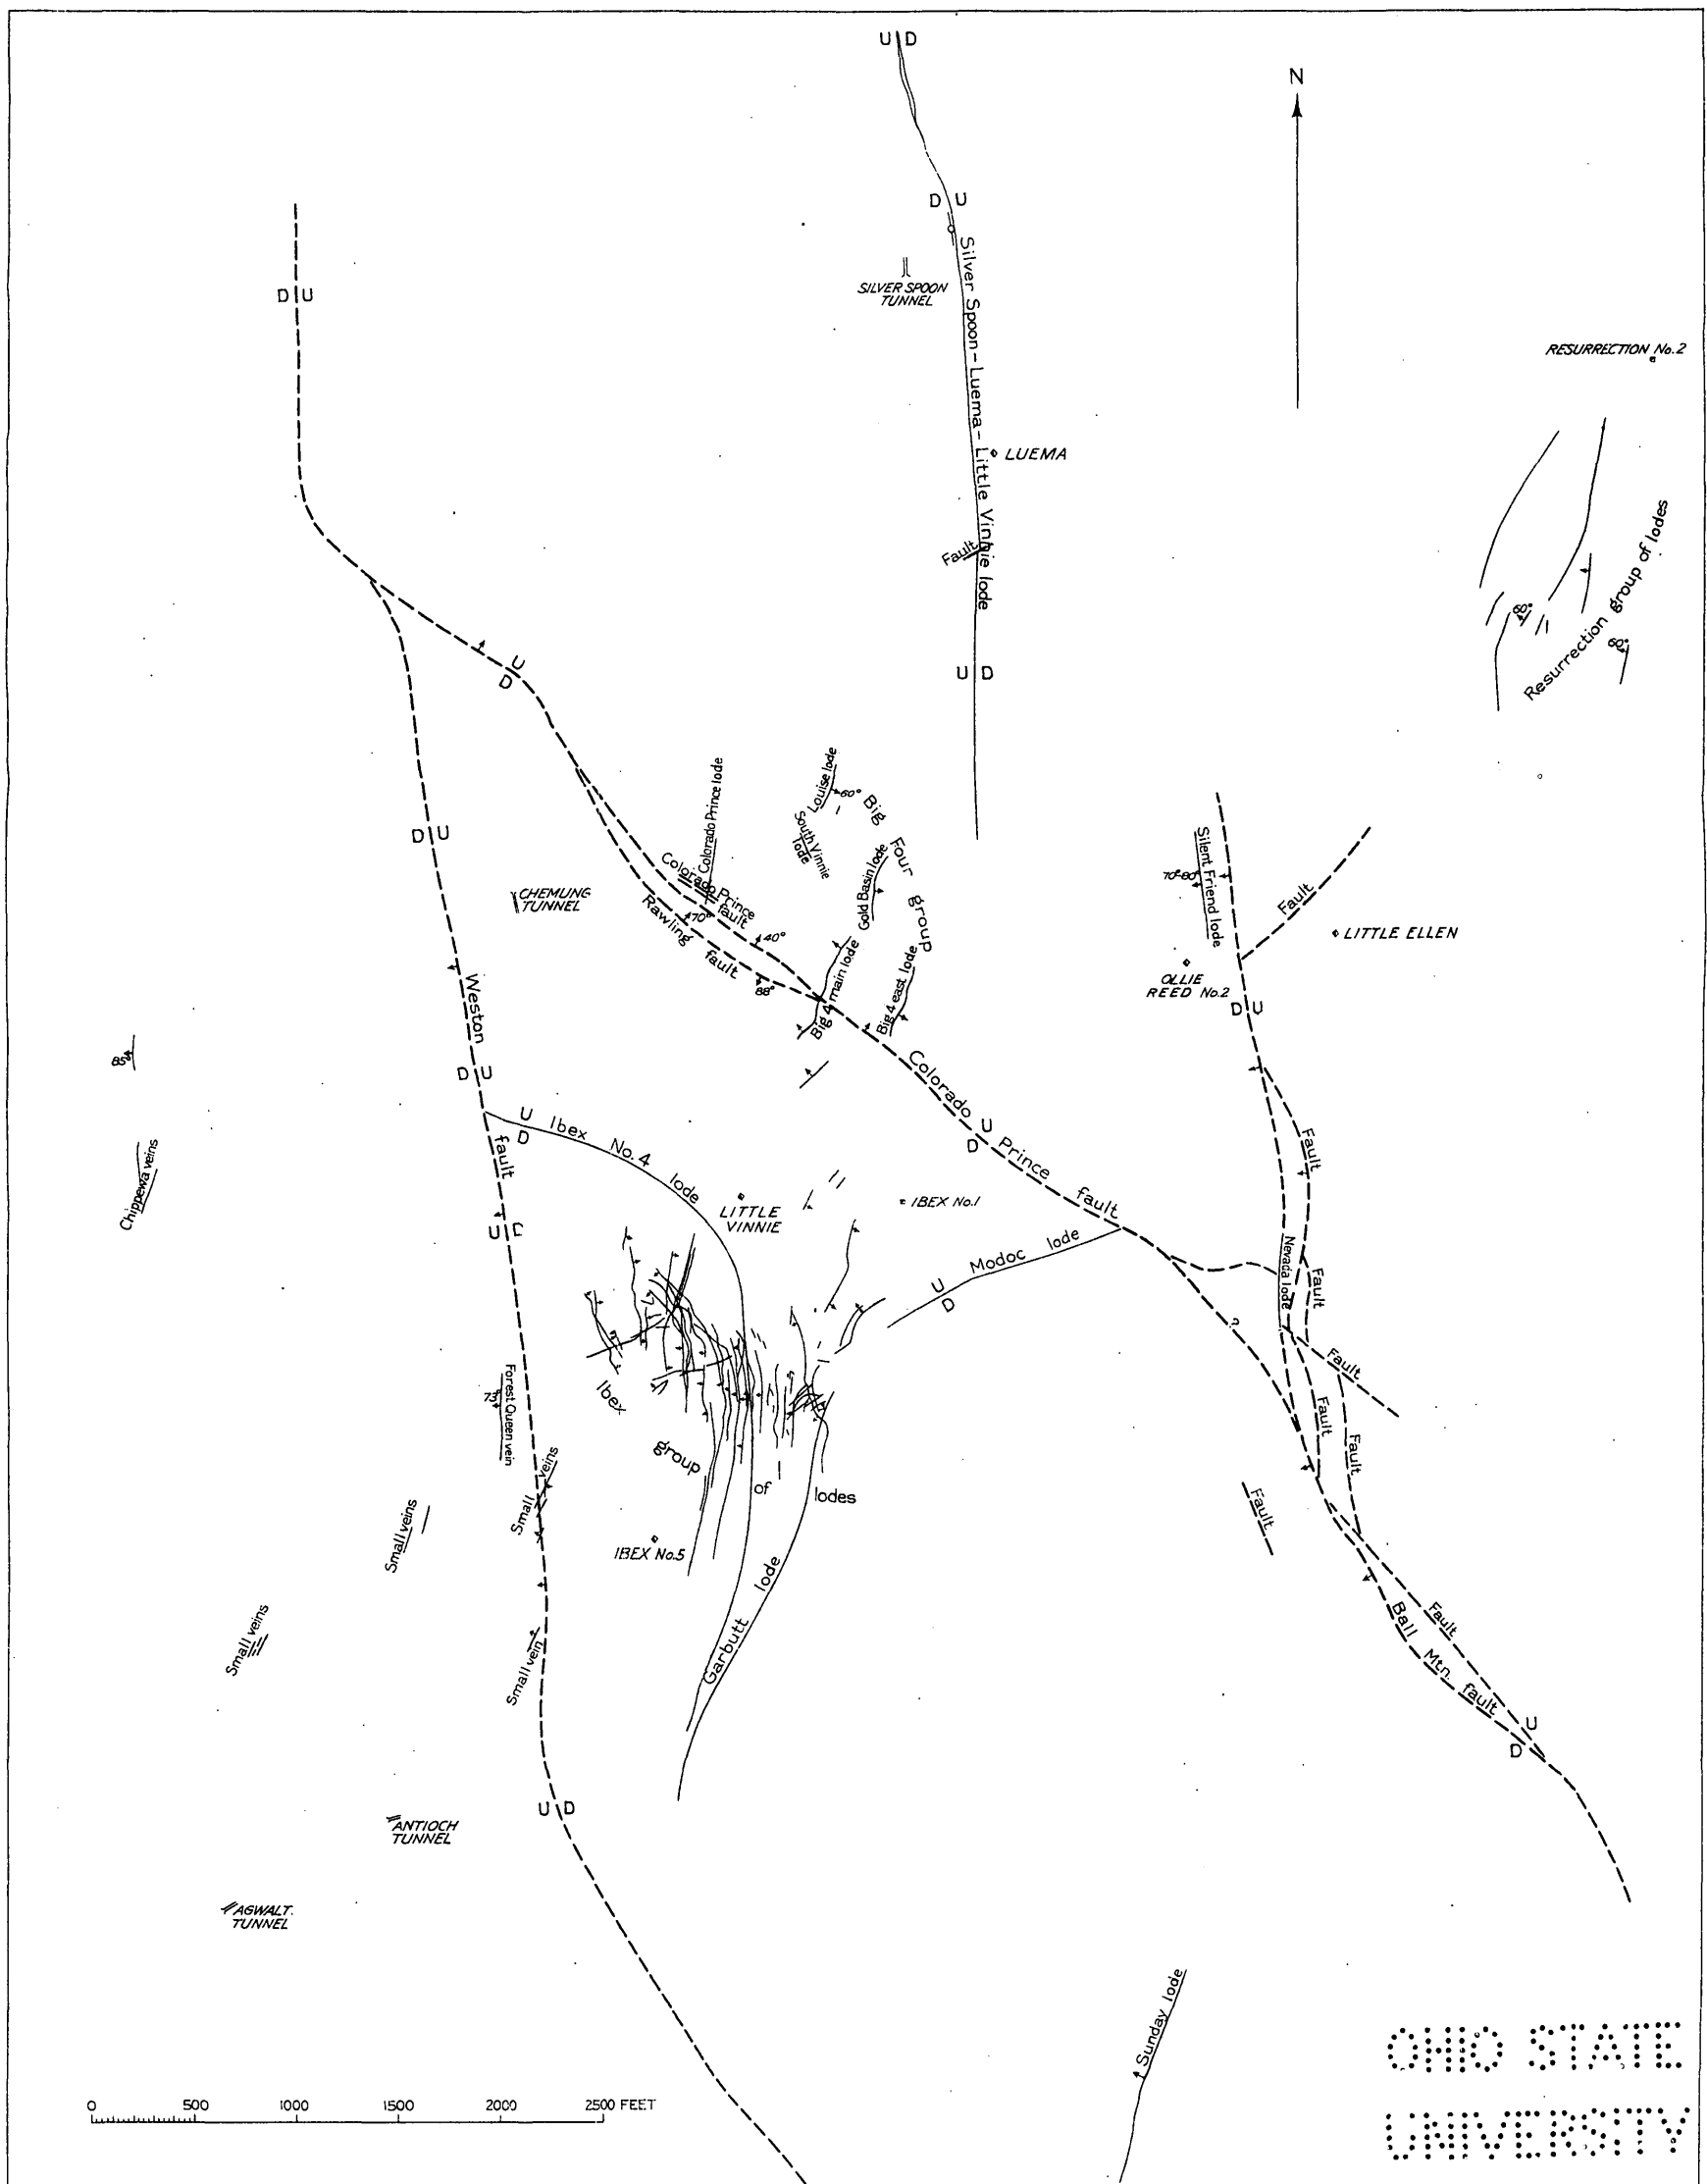 U D
N
D U
SILVER SPOON
TUNNEL
Silver Spoon-Luema-Little Vinnie lode
D U
RESURRECTION No.2
LUEMA
Fault
Resurrection group of lodes
60°
60°
U
D
U D
Louise lode
60°
Big Four group
Colorado Prince lode
South Vinnie
lode
D U
Gold Basin lode
Silent Friend lode
70°-80°
Colorado Prince
fault
CHEMUNG
TUNNEL
Rawling fault
70°
40°
88°
Fault
LITTLE ELLEN
OLLIE
REED No.2
Big 4 main lode
Big 4 east lode
D U
Weston fault
85°
D U
Colorado Prince fault
U
D
U
D
Ibex No. 4 lode
Fault
Chippewa veins
LITTLE
VINNIE
IBEX No.1
U
Modoc lode
U
D
Nevada lode
Fault
?
Fault
Forest Queen vein
73°
Ibex group of lodes
Fault
Fault
Fault
Small veins
Small veins
IBEX No.5
Garbutt lode
Small veins
Small vein
Ball Mtn. fault
Fault
U
D
U D
ANTIOCH
TUNNEL
AGWALT.
TUNNEL
Sunday lode
0 500 1000 1500 2000 2500 FEET
OHIO STATE
UNIVERSITY